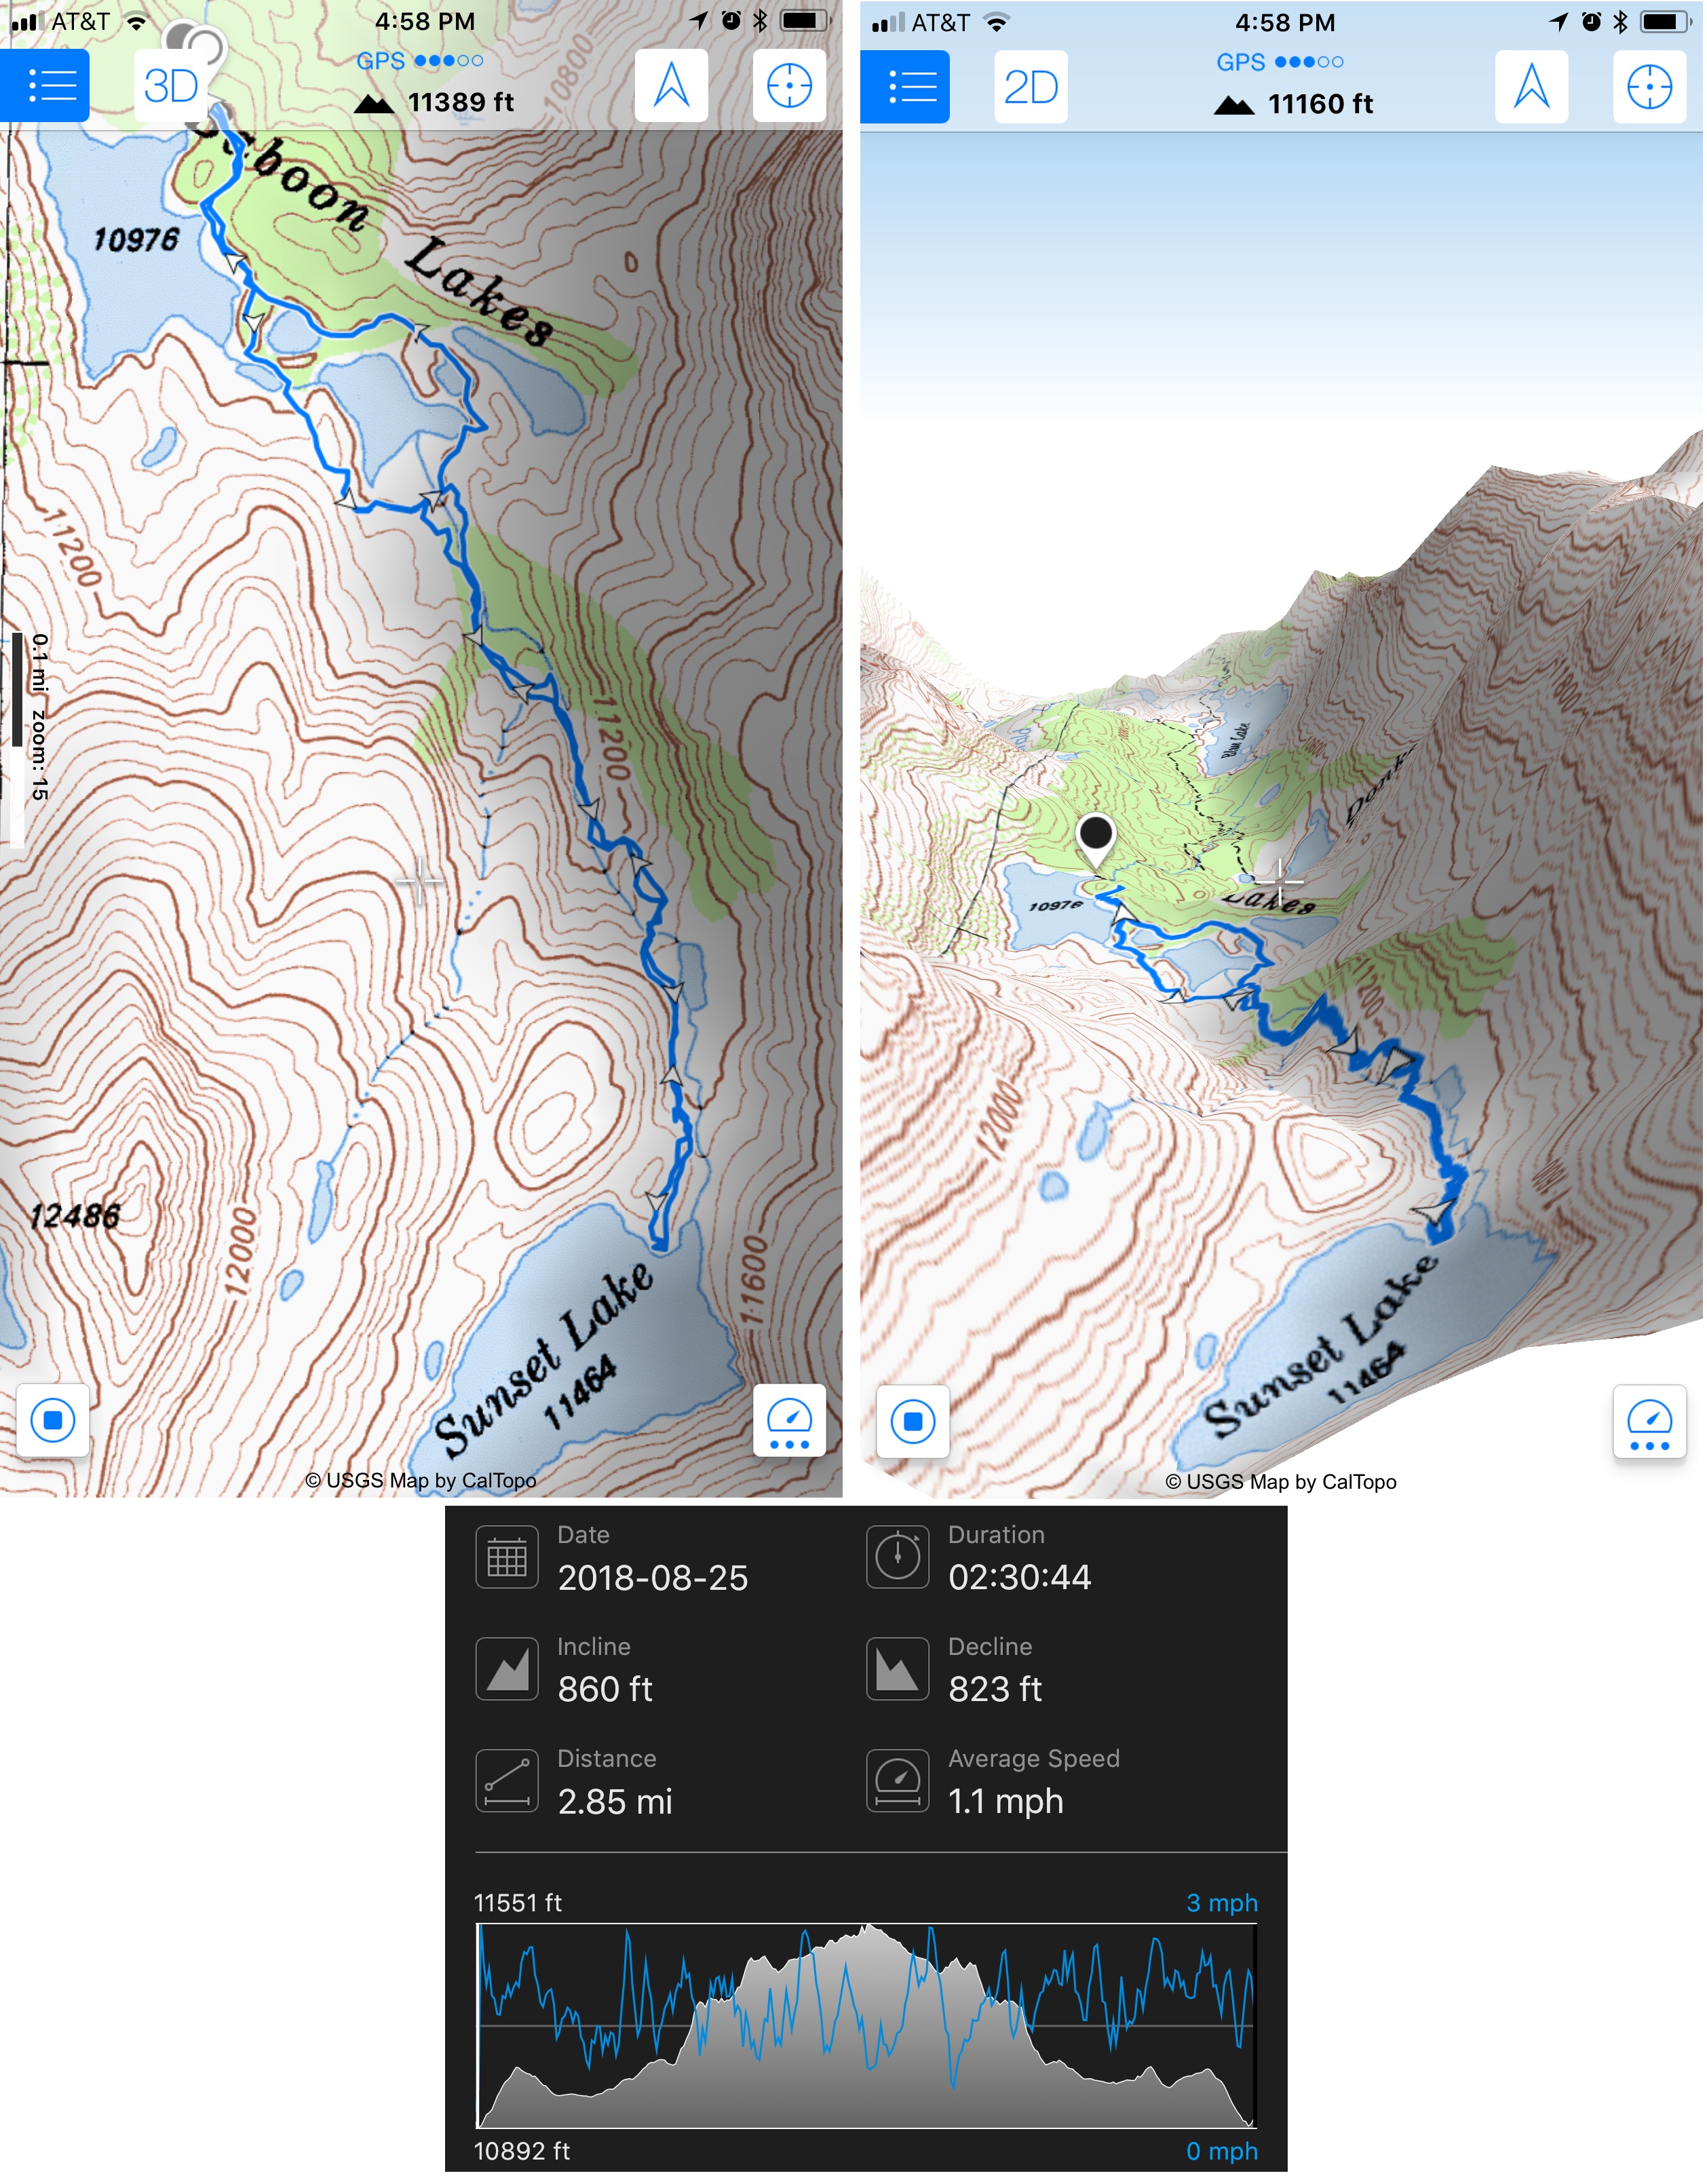 AT&T 4:58 PM
3D GPS 11389 ft
10800
Baboon Lakes
10976
11200
0.1 mi zoom: 15
11200
12486
12000
11600
Sunset Lake
11464
© USGS Map by CalTopo
AT&T 4:58 PM
2D GPS 11160 ft
Blue Lake
10976
Lakes
11200
12000
Sunset Lake
11464
© USGS Map by CalTopo
Date Duration
2018-08-25 02:30:44
Incline Decline
860 ft 823 ft
Distance Average Speed
2.85 mi 1.1 mph
11551 ft 3 mph
10892 ft 0 mph